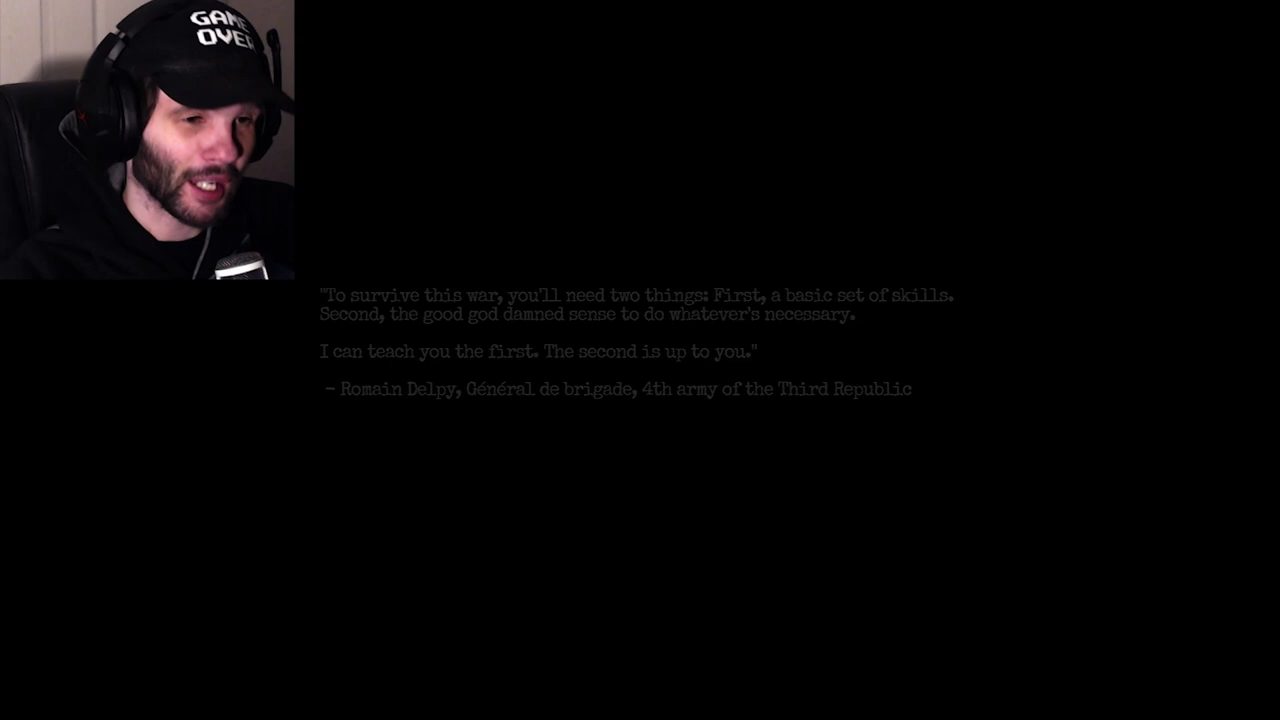 GAME
OVER
"To survive this war, you'll need two things: First, a basic set of skills.
Second, the good god damned sense to do whatever's necessary.
I can teach you the first. The second is up to you."
– Romain Delpy, Général de brigade, 4th army of the Third Republic